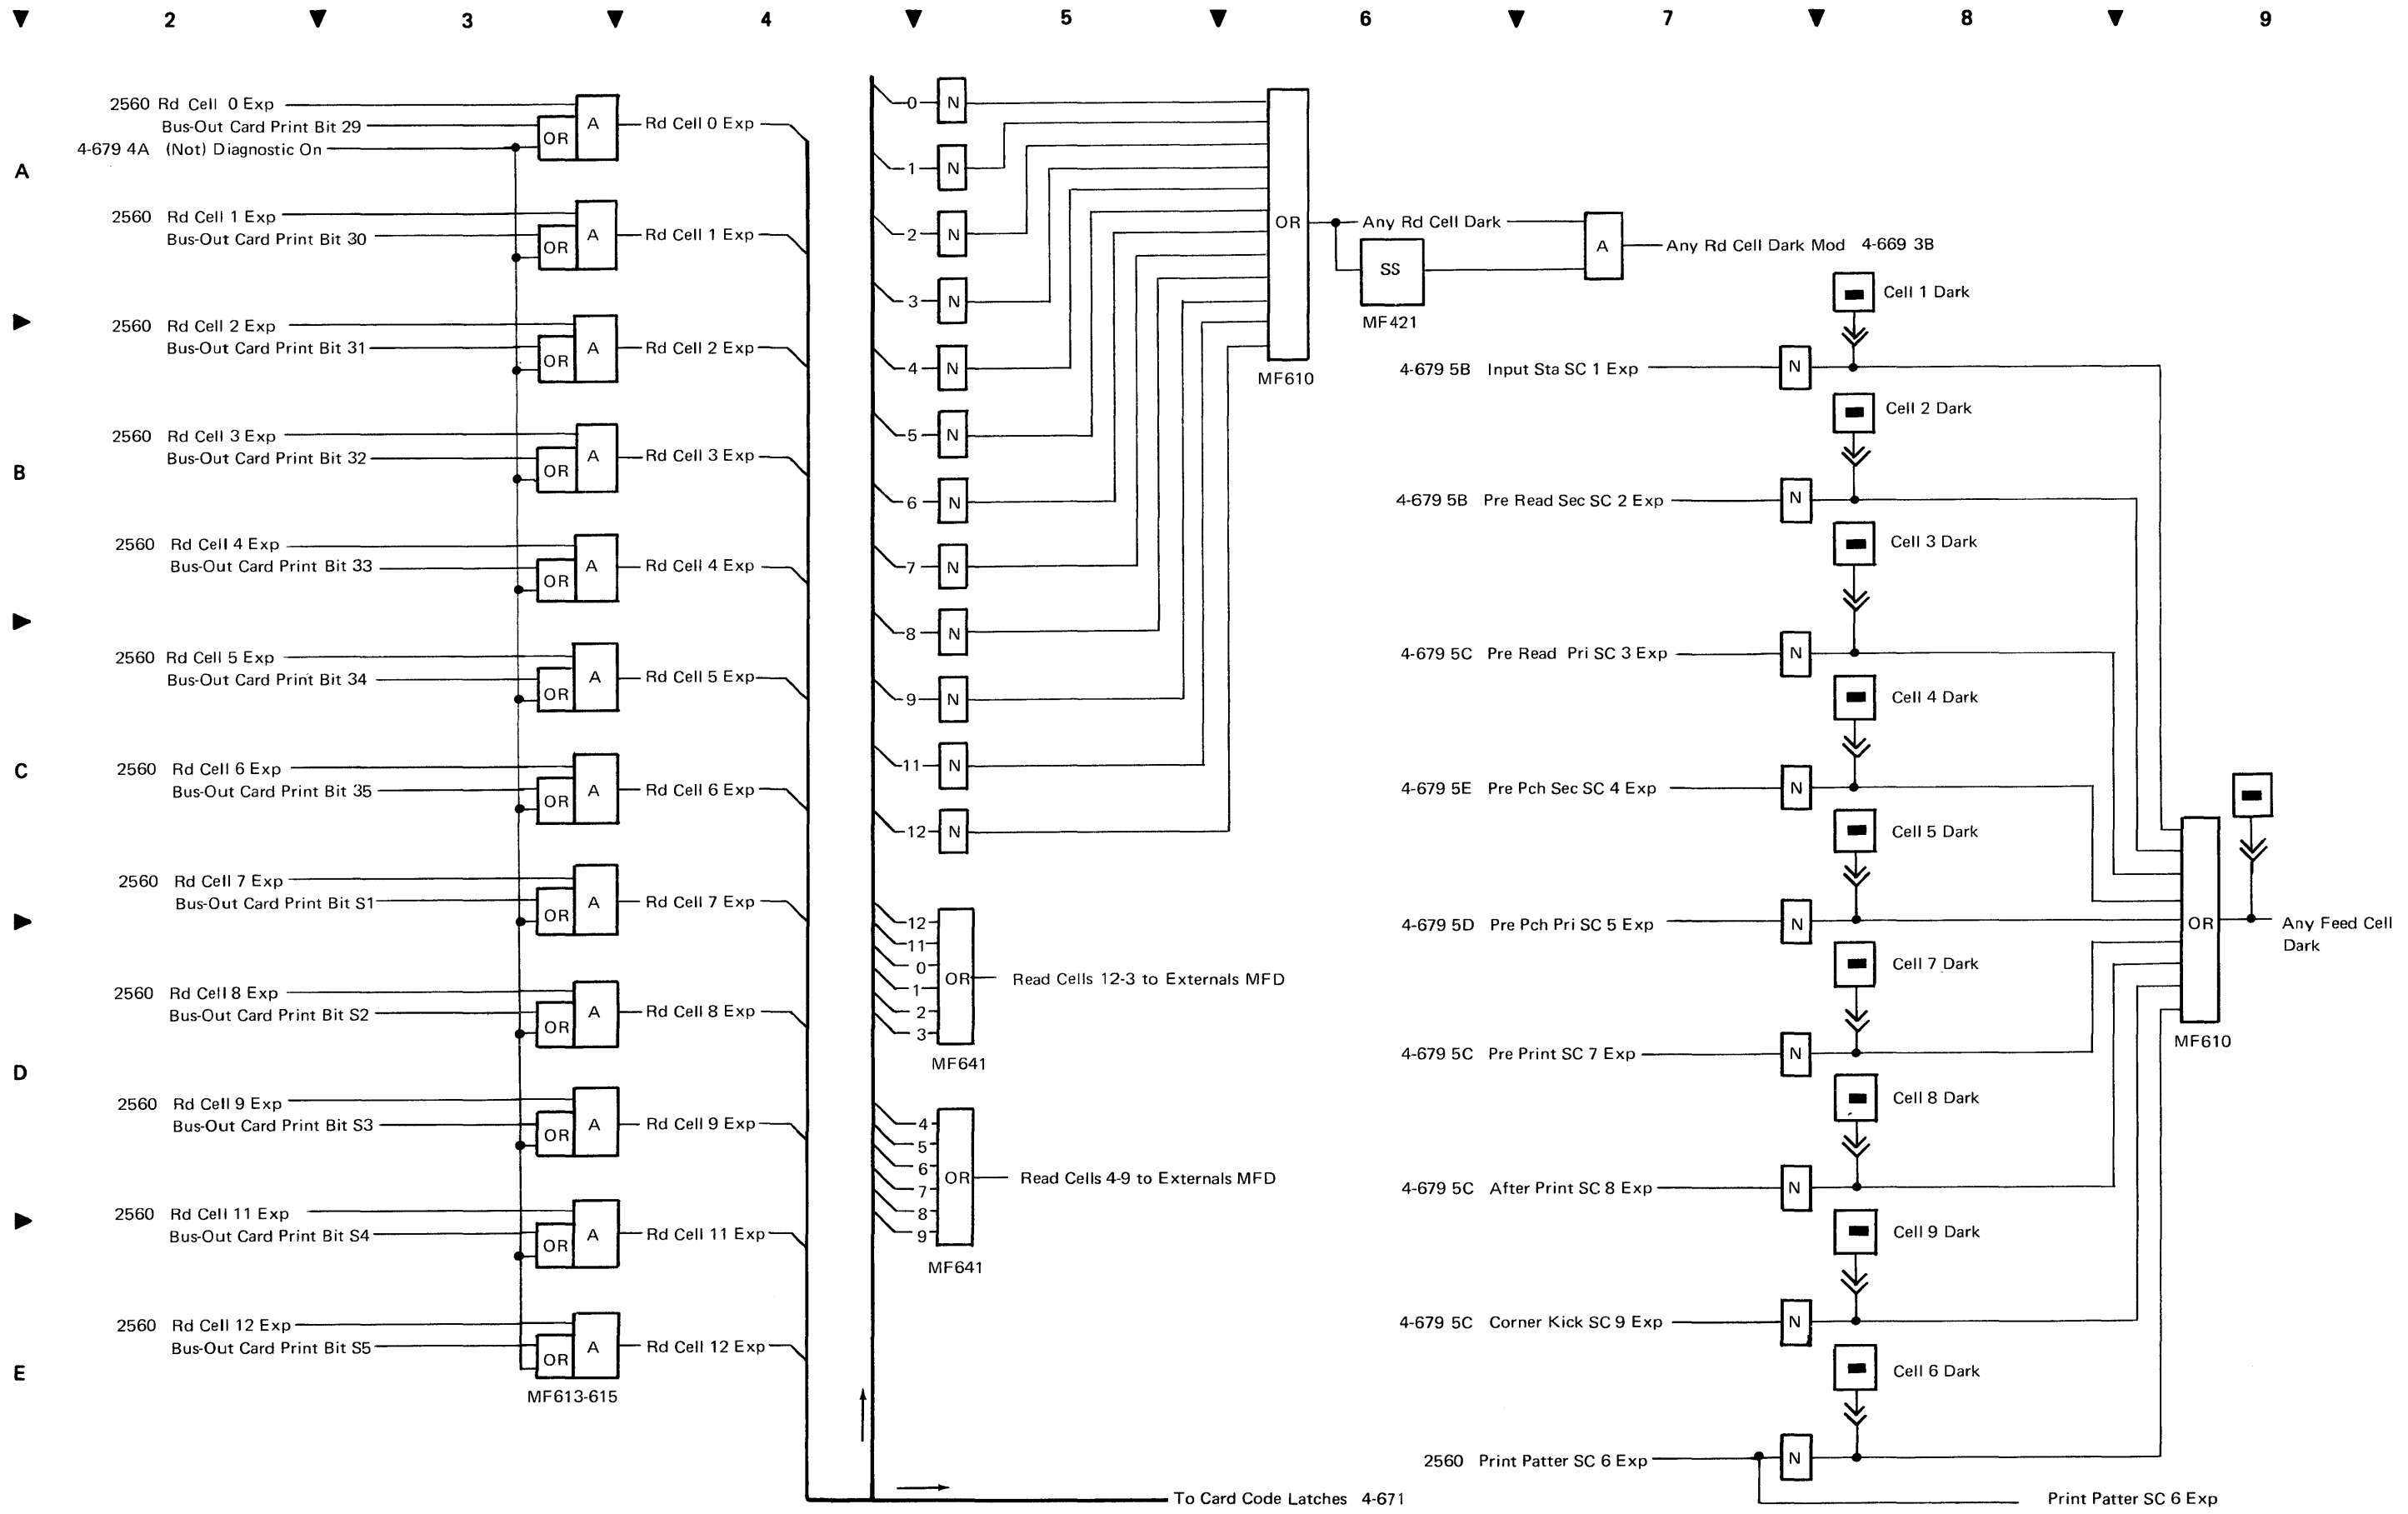 2 3 4 5 6 7 8 9
A
B
C
D
E
2560 Rd Cell 0 Exp
Bus-Out Card Print Bit 29
4-679 4A (Not) Diagnostic On
OR A Rd Cell 0 Exp
2560 Rd Cell 1 Exp
Bus-Out Card Print Bit 30
OR A Rd Cell 1 Exp
2560 Rd Cell 2 Exp
Bus-Out Card Print Bit 31
OR A Rd Cell 2 Exp
2560 Rd Cell 3 Exp
Bus-Out Card Print Bit 32
OR A Rd Cell 3 Exp
2560 Rd Cell 4 Exp
Bus-Out Card Print Bit 33
OR A Rd Cell 4 Exp
2560 Rd Cell 5 Exp
Bus-Out Card Print Bit 34
OR A Rd Cell 5 Exp
2560 Rd Cell 6 Exp
Bus-Out Card Print Bit 35
OR A Rd Cell 6 Exp
2560 Rd Cell 7 Exp
Bus-Out Card Print Bit S1
OR A Rd Cell 7 Exp
2560 Rd Cell 8 Exp
Bus-Out Card Print Bit S2
OR A Rd Cell 8 Exp
2560 Rd Cell 9 Exp
Bus-Out Card Print Bit S3
OR A Rd Cell 9 Exp
2560 Rd Cell 11 Exp
Bus-Out Card Print Bit S4
OR A Rd Cell 11 Exp
2560 Rd Cell 12 Exp
Bus-Out Card Print Bit S5
OR A Rd Cell 12 Exp
MF613-615
0 N
1 N
2 N
3 N
4 N
5 N
6 N
7 N
8 N
9 N
11 N
12 N
OR
MF610
Any Rd Cell Dark
SS
MF421
A
Any Rd Cell Dark Mod 4-669 3B
12
11
0
1
2
3
OR
Read Cells 12-3 to Externals MFD
MF641
4
5
6
7
8
9
OR
Read Cells 4-9 to Externals MFD
MF641
To Card Code Latches 4-671
Cell 1 Dark
4-679 5B Input Sta SC 1 Exp N
Cell 2 Dark
4-679 5B Pre Read Sec SC 2 Exp N
Cell 3 Dark
4-679 5C Pre Read Pri SC 3 Exp N
Cell 4 Dark
4-679 5E Pre Pch Sec SC 4 Exp N
Cell 5 Dark
4-679 5D Pre Pch Pri SC 5 Exp N
Cell 7 Dark
4-679 5C Pre Print SC 7 Exp N
Cell 8 Dark
4-679 5C After Print SC 8 Exp N
Cell 9 Dark
4-679 5C Corner Kick SC 9 Exp N
Cell 6 Dark
2560 Print Patter SC 6 Exp N
Print Patter SC 6 Exp
OR
MF610
Any Feed Cell
Dark